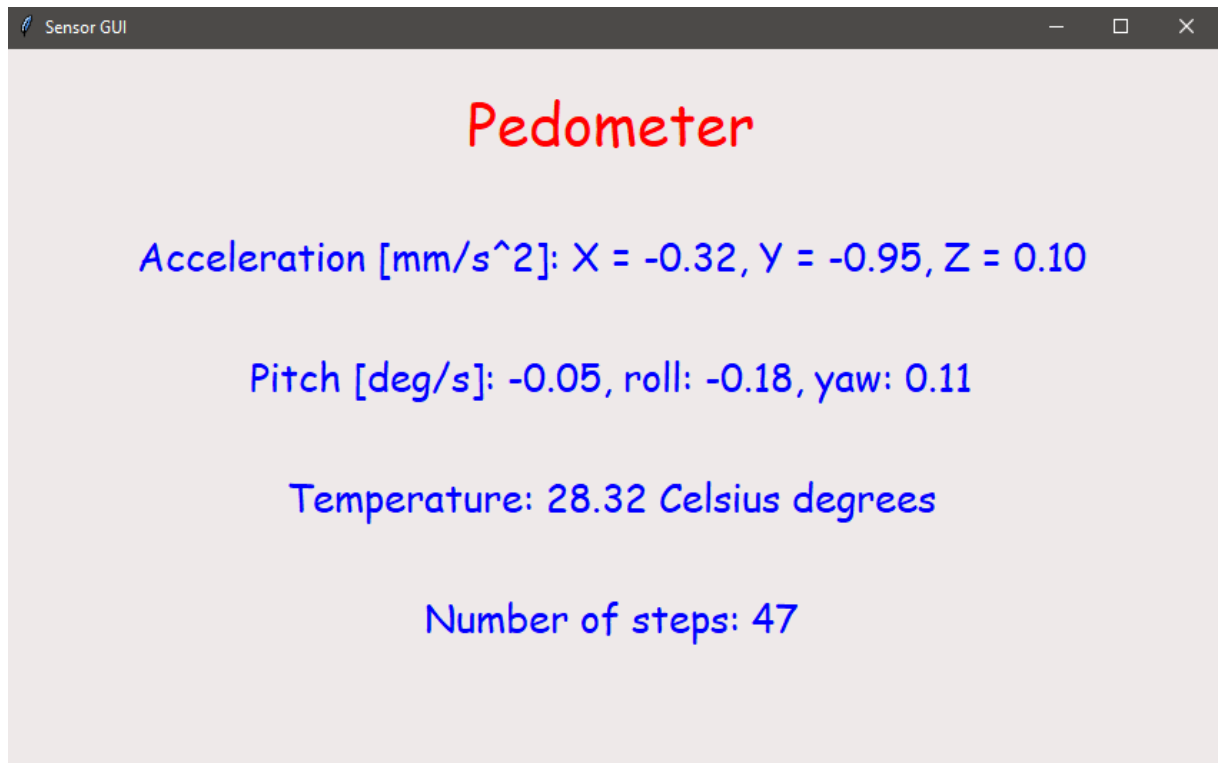 Sensor GUI
Pedometer
Acceleration [mm/s^2]: X = -0.32, Y = -0.95, Z = 0.10
Pitch [deg/s]: -0.05, roll: -0.18, yaw: 0.11
Temperature: 28.32 Celsius degrees
Number of steps: 47